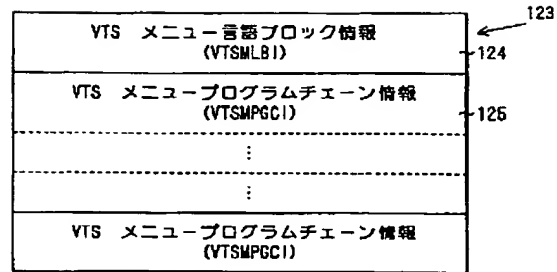 123
VTS メニュー言語ブロック情報
(VTSMLBI)
124
VTS メニュープログラムチェーン情報
(VTSMPGCI)
125
VTS メニュープログラムチェーン情報
(VTSMPGCI)